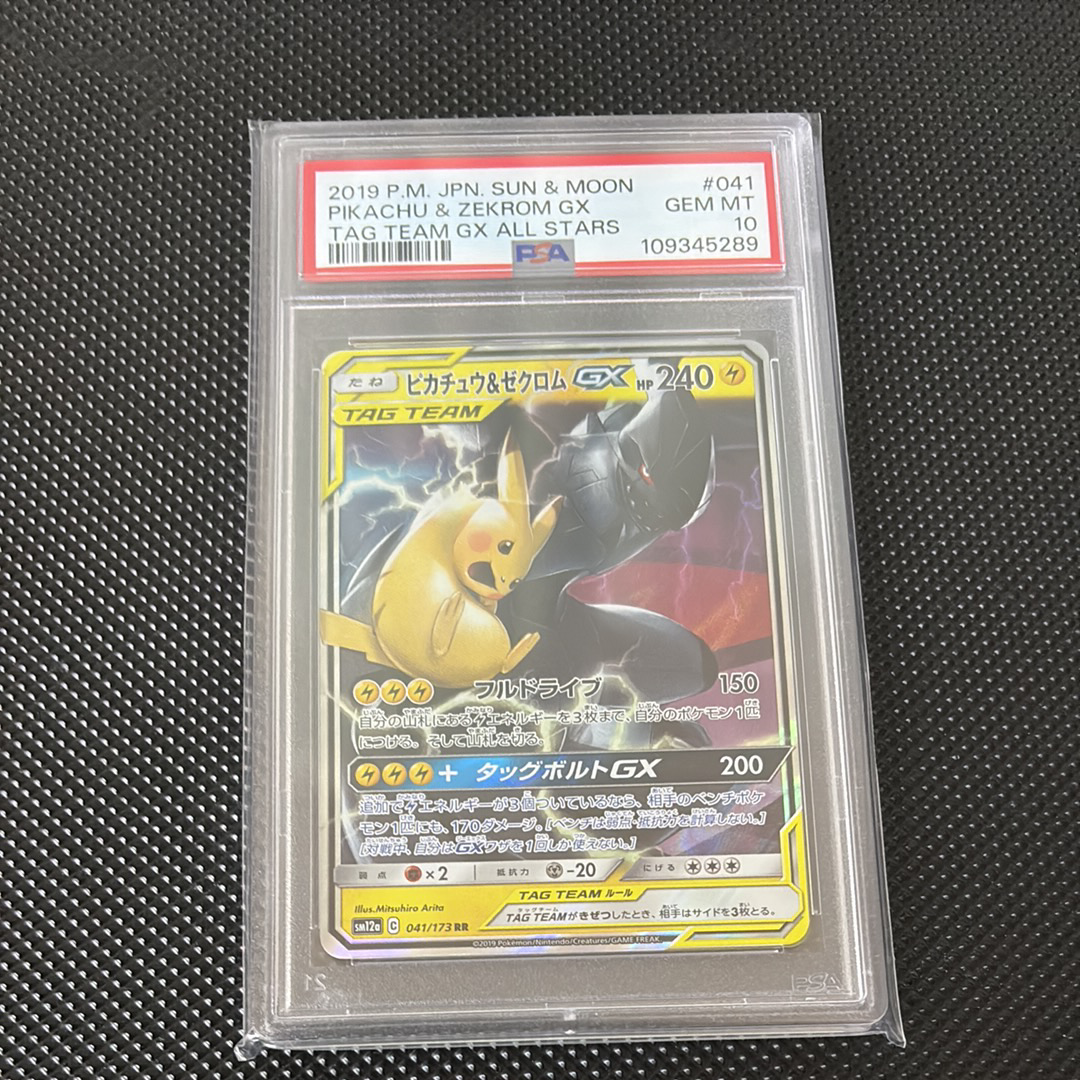 2019 P.M. JPN. SUN & MOON #041
PIKACHU & ZEKROM GX GEM MT
TAG TEAM GX ALL STARS 10
PSA 109345289
たね ピカチュウ&ゼクロムGX HP240
TAG TEAM
フルドライブ 150
自分の山札にあるエネルギーを3枚まで、自分のポケモン1匹
につける。そして山札を切る。
+ タッグボルトGX 200
追加でエネルギーが3個ついているなら、相手のベンチポケ
モン1匹にも、170ダメージ。[ベンチは弱点・抵抗力を計算しない。]
[対戦中、自分はGXワザを1回しか使えない。]
弱点 ×2 抵抗力 -20 にげる
TAG TEAM ルール
TAG TEAMがきぜつしたとき、相手はサイドを3枚とる。
Illus.Mitsuhiro Arita
sm12a C 041/173 RR
©2019 Pokémon/Nintendo/Creatures/GAME FREAK.
PSA